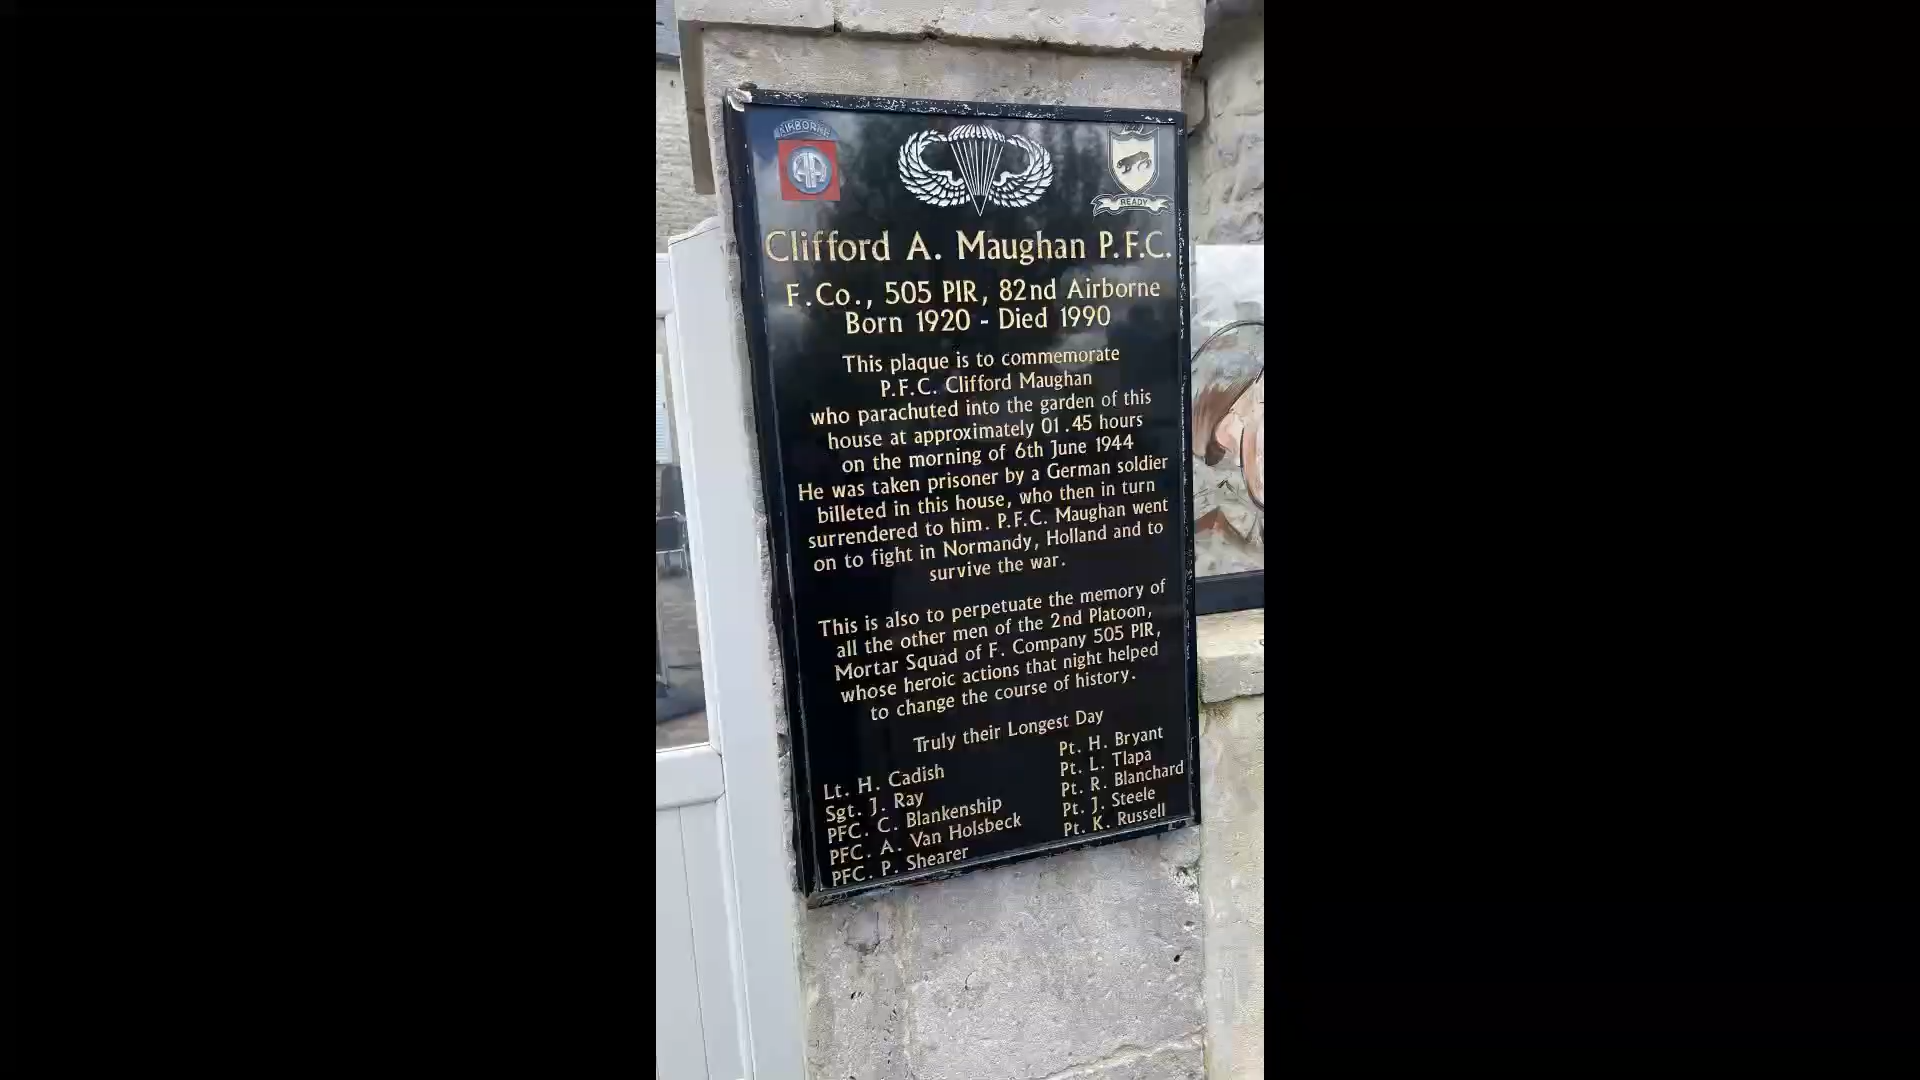 AIRBORNE
READY
Clifford A. Maughan P.F.C.
F.Co., 505 PIR, 82nd Airborne
Born 1920 - Died 1990
This plaque is to commemorate
P.F.C. Clifford Maughan
who parachuted into the garden of this
house at approximately 01.45 hours
on the morning of 6th June 1944
He was taken prisoner by a German soldier
billeted in this house, who then in turn
surrendered to him. P.F.C. Maughan went
on to fight in Normandy, Holland and to
survive the war.
This is also to perpetuate the memory of
all the other men of the 2nd Platoon,
Mortar Squad of F. Company 505 PIR,
whose heroic actions that night helped
to change the course of history.
Truly their Longest Day
Lt. H. Cadish
Sgt. J. Ray
PFC. C. Blankenship
PFC. A. Van Holsbeck
PFC. P. Shearer
Pt. H. Bryant
Pt. L. Tlapa
Pt. R. Blanchard
Pt. J. Steele
Pt. K. Russell